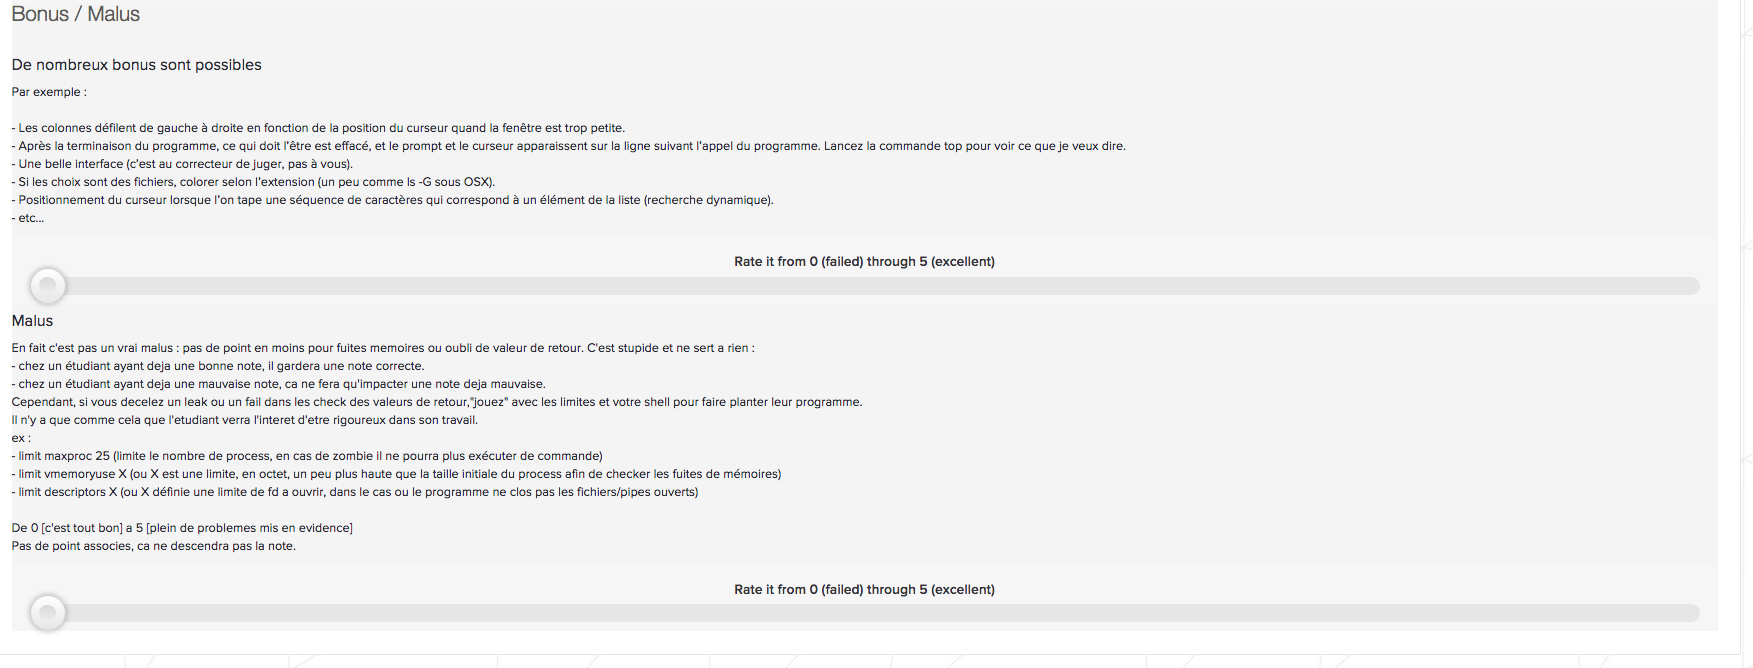 Bonus / Malus
De nombreux bonus sont possibles
Par exemple :
- Les colonnes défilent de gauche à droite en fonction de la position du curseur quand la fenêtre est trop petite.
- Après la terminaison du programme, ce qui doit l'être est effacé, et le prompt et le curseur apparaissent sur la ligne suivant l'appel du programme. Lancez la commande top pour voir ce que je veux dire.
- Une belle interface (c'est au correcteur de juger, pas à vous).
- Si les choix sont des fichiers, colorer selon l'extension (un peu comme ls -G sous OSX).
- Positionnement du curseur lorsque l'on tape une séquence de caractères qui correspond à un élément de la liste (recherche dynamique).
- etc...
Rate it from 0 (failed) through 5 (excellent)
Malus
En fait c'est pas un vrai malus : pas de point en moins pour fuites memoires ou oubli de valeur de retour. C'est stupide et ne sert a rien :
- chez un étudiant ayant deja une bonne note, il gardera une note correcte.
- chez un étudiant ayant deja une mauvaise note, ca ne fera qu'impacter une note deja mauvaise.
Cependant, si vous decelez un leak ou un fail dans les check des valeurs de retour,"jouez" avec les limites et votre shell pour faire planter leur programme.
Il n'y a que comme cela que l'etudiant verra l'interet d'etre rigoureux dans son travail.
ex :
- limit maxproc 25 (limite le nombre de process, en cas de zombie il ne pourra plus exécuter de commande)
- limit vmemoryuse X (ou X est une limite, en octet, un peu plus haute que la taille initiale du process afin de checker les fuites de mémoires)
- limit descriptors X (ou X définie une limite de fd a ouvrir, dans le cas ou le programme ne clos pas les fichiers/pipes ouverts)
De 0 [c'est tout bon] a 5 [plein de problemes mis en evidence]
Pas de point associes, ca ne descendra pas la note.
Rate it from 0 (failed) through 5 (excellent)